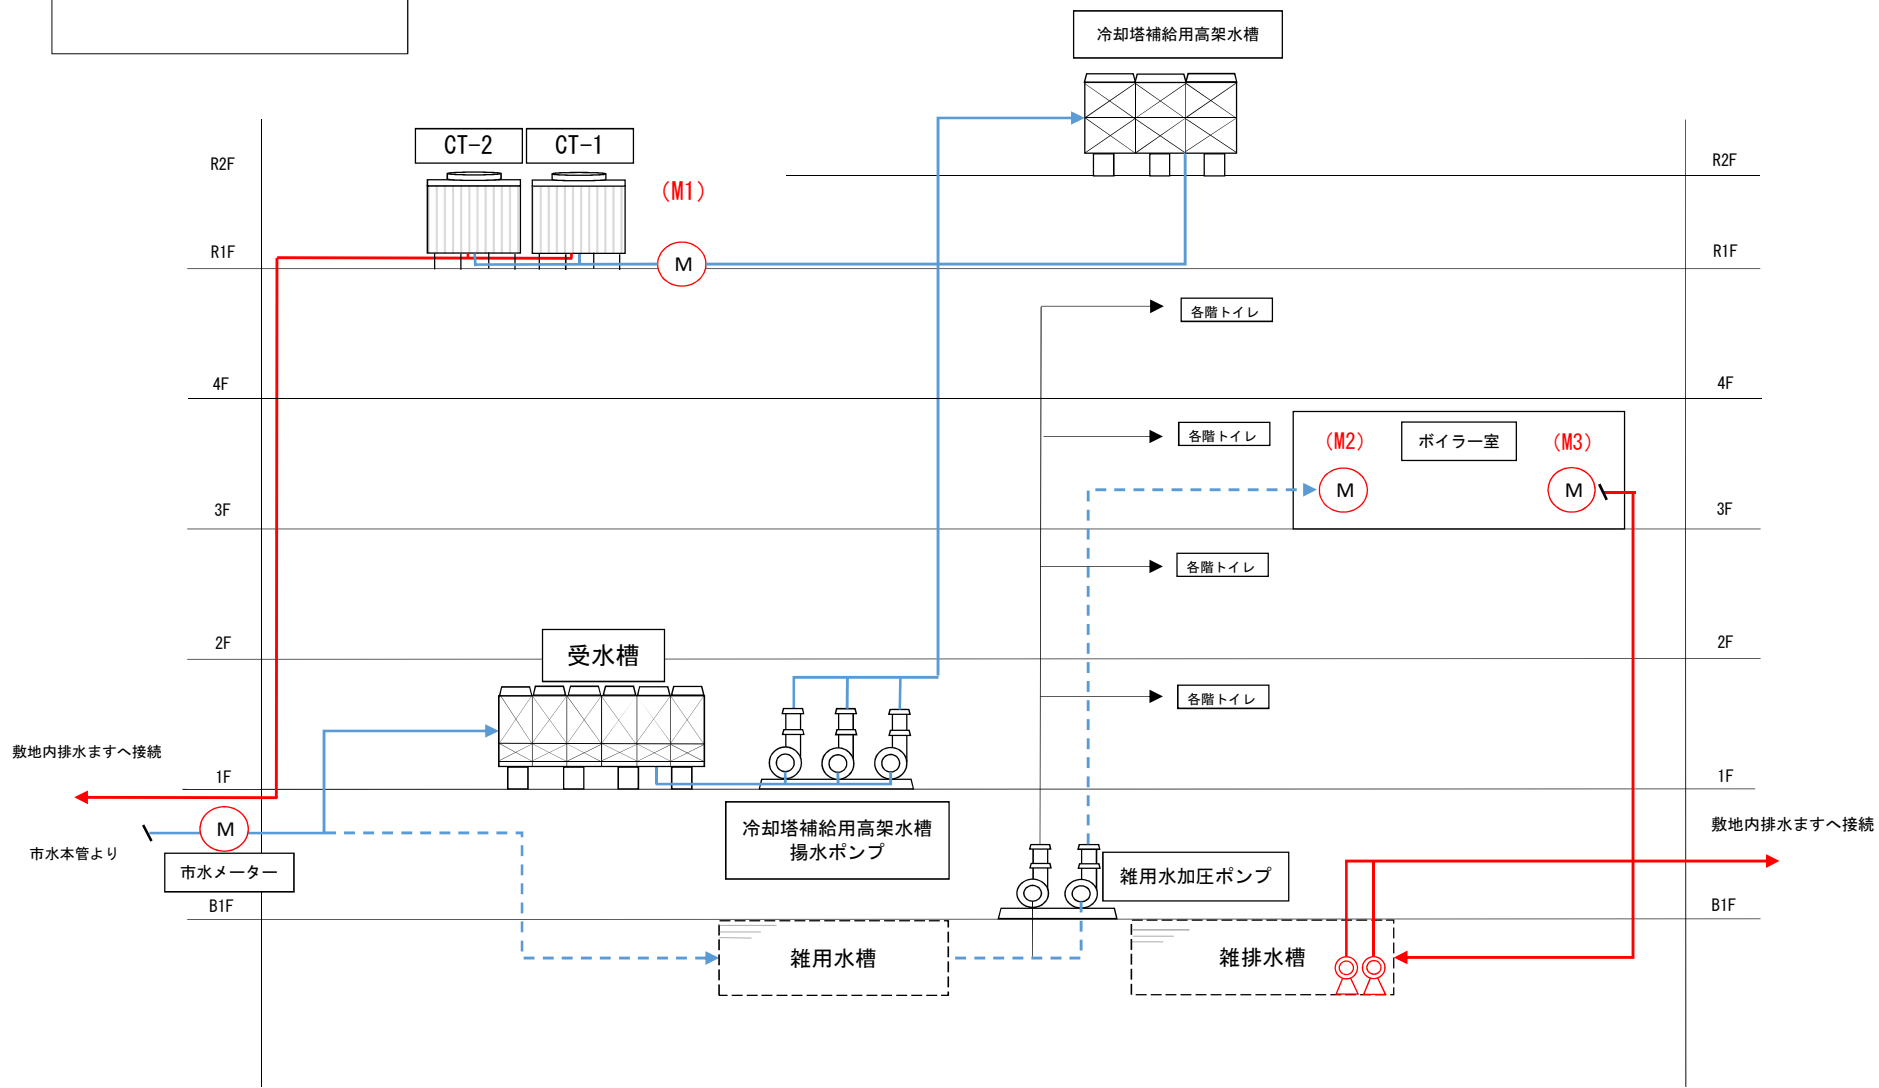 冷却塔補給用高架水槽
CT-2
CT-1
R2F
(M1)
R2F
R1F
M
R1F
各階トイレ
4F
4F
各階トイレ
(M2)
ボイラー室
(M3)
M
M
3F
3F
各階トイレ
2F
受水槽
2F
各階トイレ
敷地内排水ますへ接続
1F
1F
M
冷却塔補給用高架水槽
揚水ポンプ
敷地内排水ますへ接続
市水本管より
市水メーター
雑用水加圧ポンプ
B1F
B1F
雑用水槽
雑排水槽